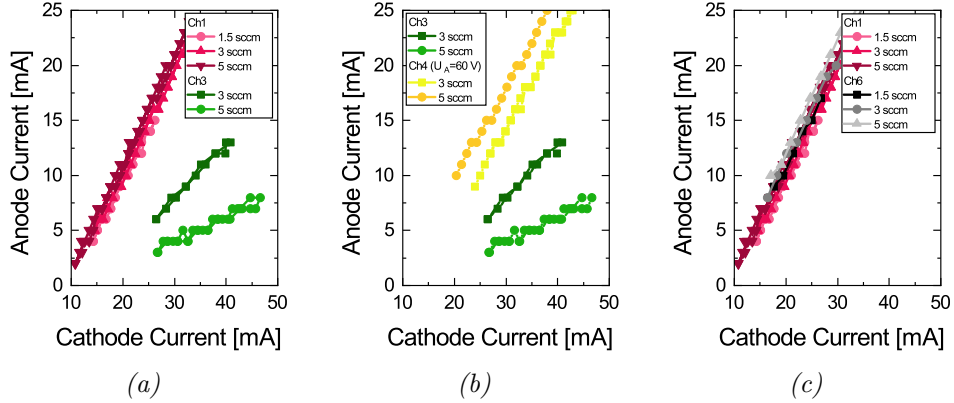 Anode Current [mA]
25
20
15
10
5
0
10 20 30 40 50
Cathode Current [mA]
Ch1
1.5 sccm
3 sccm
5 sccm
Ch3
3 sccm
5 sccm
(a)
Anode Current [mA]
25
20
15
10
5
0
10 20 30 40 50
Cathode Current [mA]
Ch3
3 sccm
5 sccm
Ch4 (U_A=60 V)
3 sccm
5 sccm
(b)
Anode Current [mA]
25
20
15
10
5
0
10 20 30 40 50
Cathode Current [mA]
Ch1
1.5 sccm
3 sccm
5 sccm
Ch6
1.5 sccm
3 sccm
5 sccm
(c)